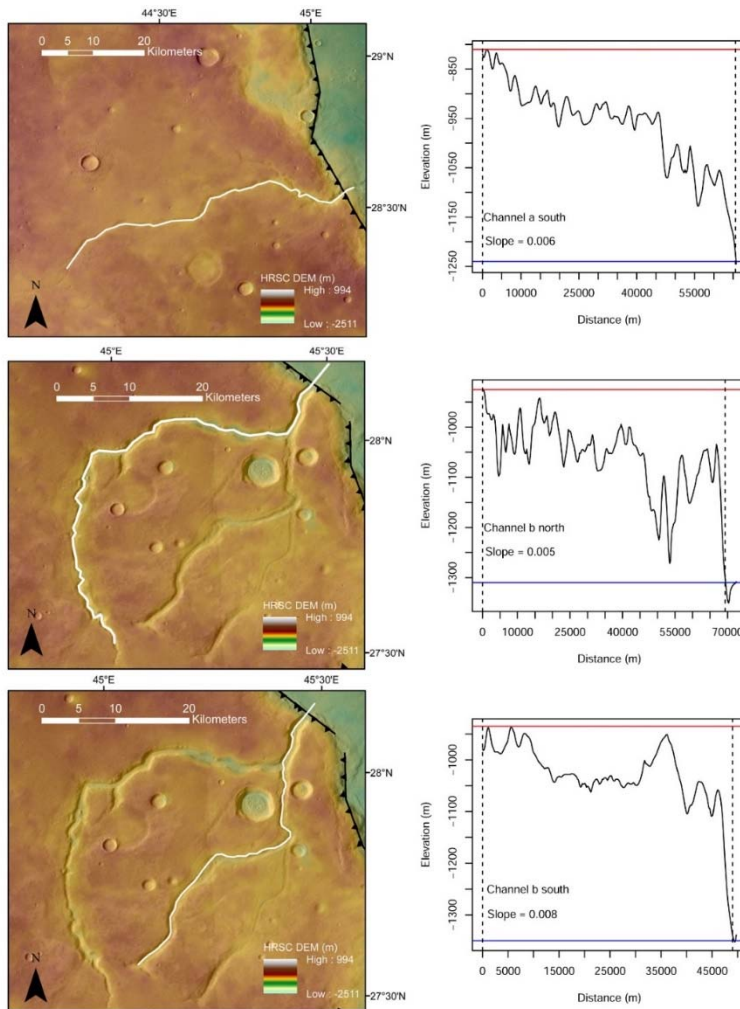 44°30'E 45°E
0 5 10 20
Kilometers
29°N
28°30'N
N
HRSC DEM (m)
High : 994
Low : -2511
Elevation (m)
-850
-950
-1050
-1150
-1250
Channel a south
Slope = 0.006
0 10000 25000 40000 55000
Distance (m)
45°E 45°30'E
0 5 10 20
Kilometers
28°N
27°30'N
N
HRSC DEM (m)
High : 994
Low : -2511
Elevation (m)
-1000
-1100
-1200
-1300
Channel b north
Slope = 0.005
0 10000 25000 40000 55000 70000
Distance (m)
45°E 45°30'E
0 5 10 20
Kilometers
28°N
27°30'N
N
HRSC DEM (m)
High : 994
Low : -2511
Elevation (m)
-1000
-1100
-1200
-1300
Channel b south
Slope = 0.008
0 5000 15000 25000 35000 50000
Distance (m)